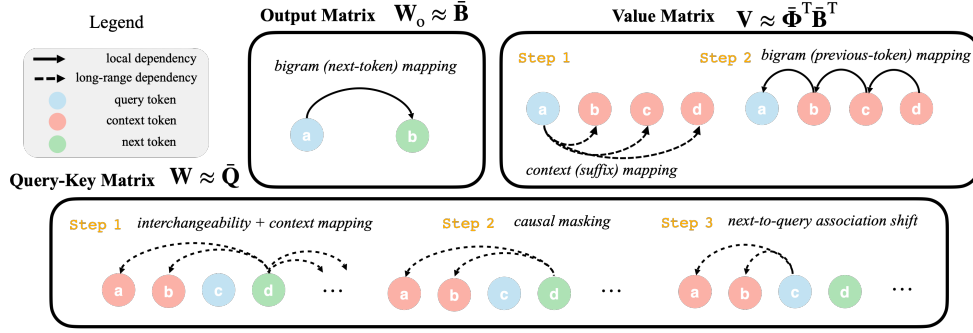 Legend
local dependency
long-range dependency
query token
context token
next token
Output Matrix W_o ≈ B̄
bigram (next-token) mapping
a b
Value Matrix V ≈ Φ̄^T B̄^T
Step 1
a b c d
context (suffix) mapping
Step 2 bigram (previous-token) mapping
a b c d
Query-Key Matrix W ≈ Q̄
Step 1 interchangeability + context mapping
a b c d ...
Step 2 causal masking
a b c d ...
Step 3 next-to-query association shift
a b c d ...